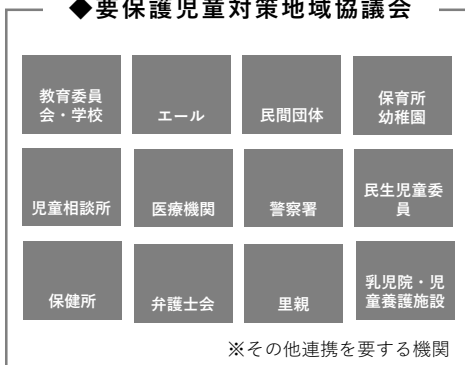 ◆要保護児童対策地域協議会
教育委員
会・学校
エール
民間団体
保育所
幼稚園
児童相談所
医療機関
警察署
民生児童委
員
保健所
弁護士会
里親
乳児院・児
童養護施設
※その他連携を要する機関